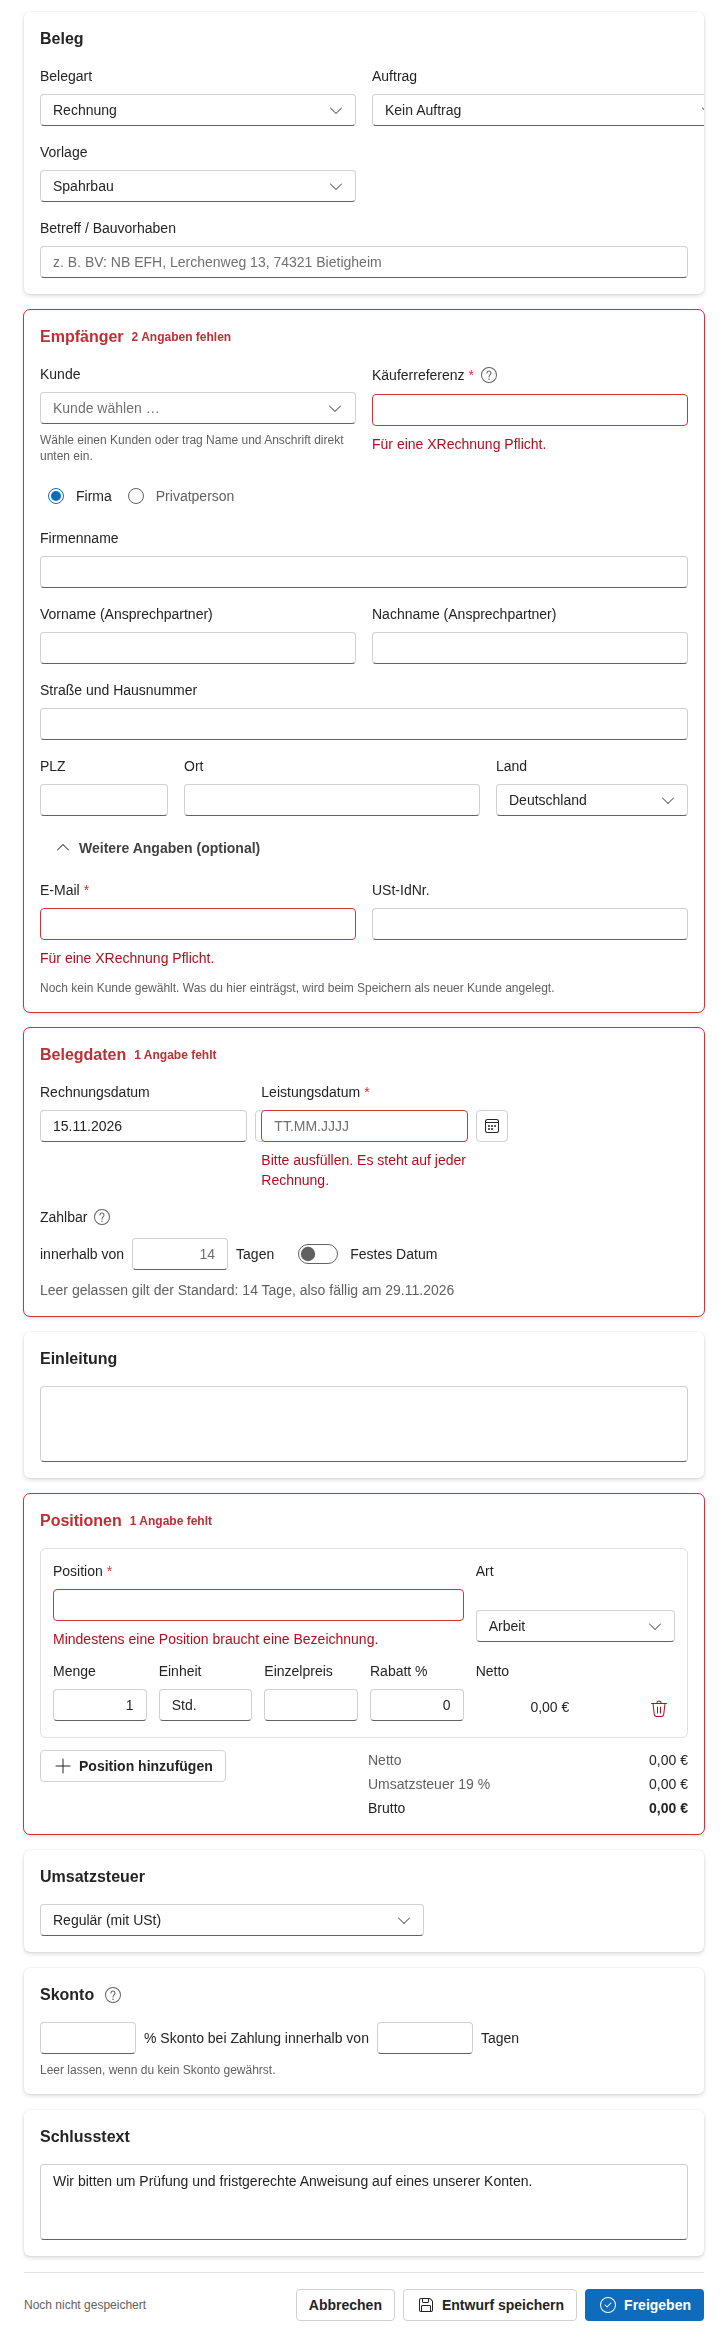 Beleg
Belegart
Auftrag
Rechnung
Kein Auftrag
Vorlage
Spahrbau
Betreff / Bauvorhaben
z. B. BV: NB EFH, Lerchenweg 13, 74321 Bietigheim
Empfänger 2 Angaben fehlen
Kunde
Käuferreferenz *
Kunde wählen …
Wähle einen Kunden oder trag Name und Anschrift direkt
unten ein.
Für eine XRechnung Pflicht.
Firma
Privatperson
Firmenname
Vorname (Ansprechpartner)
Nachname (Ansprechpartner)
Straße und Hausnummer
PLZ
Ort
Land
Deutschland
Weitere Angaben (optional)
E-Mail *
USt-IdNr.
Für eine XRechnung Pflicht.
Noch kein Kunde gewählt. Was du hier einträgst, wird beim Speichern als neuer Kunde angelegt.
Belegdaten 1 Angabe fehlt
Rechnungsdatum
Leistungsdatum *
15.11.2026
TT.MM.JJJJ
Bitte ausfüllen. Es steht auf jeder
Rechnung.
Zahlbar
innerhalb von 14 Tagen
Festes Datum
Leer gelassen gilt der Standard: 14 Tage, also fällig am 29.11.2026
Einleitung
Positionen 1 Angabe fehlt
Position *
Art
Arbeit
Mindestens eine Position braucht eine Bezeichnung.
Menge
Einheit
Einzelpreis
Rabatt %
Netto
1
Std.
0
0,00 €
Position hinzufügen
Netto 0,00 €
Umsatzsteuer 19 % 0,00 €
Brutto 0,00 €
Umsatzsteuer
Regulär (mit USt)
Skonto
% Skonto bei Zahlung innerhalb von
Tagen
Leer lassen, wenn du kein Skonto gewährst.
Schlusstext
Wir bitten um Prüfung und fristgerechte Anweisung auf eines unserer Konten.
Noch nicht gespeichert
Abbrechen
Entwurf speichern
Freigeben